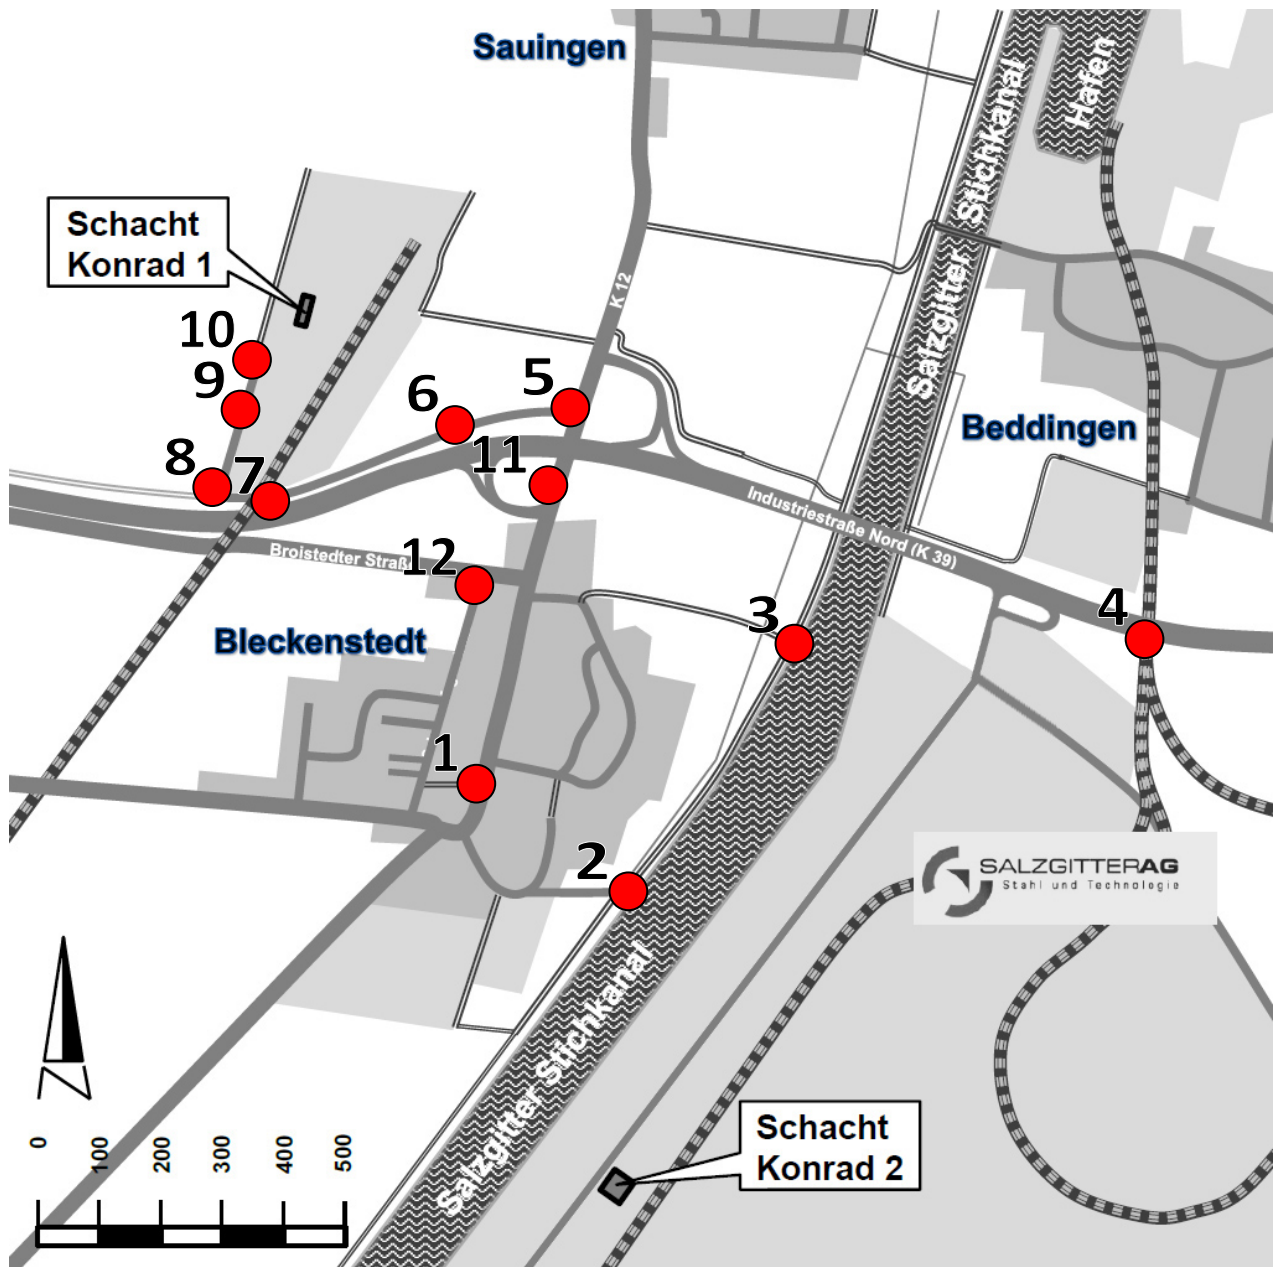 Sauingen
Hafen
Salzgitter Stichkanal
Schacht
Konrad 1
K 12
10
9
8
7
6
5
11
Beddingen
Industriestraße Nord (K 39)
Broistedter Straß
12
3
4
Bleckenstedt
1
2
SALZGITTERAG
Stahl und Technologie
Salzgitter Stichkanal
Schacht
Konrad 2
0
100
200
300
400
500